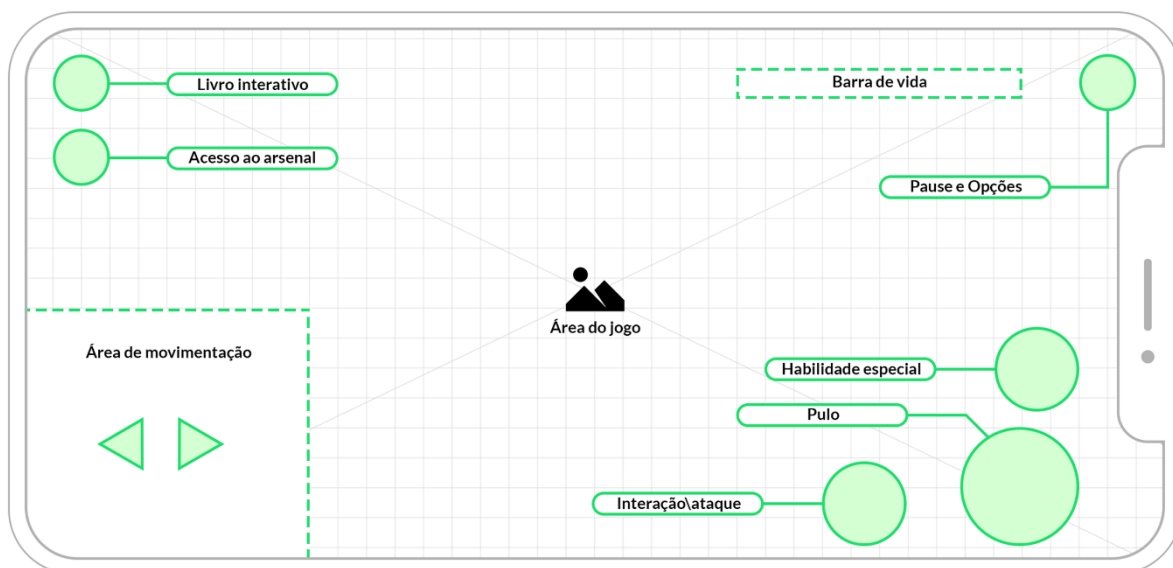 Livro interativo
Barra de vida
Acesso ao arsenal
Pause e Opções
Área do jogo
Área de movimentação
Habilidade especial
Pulo
Interação\ataque